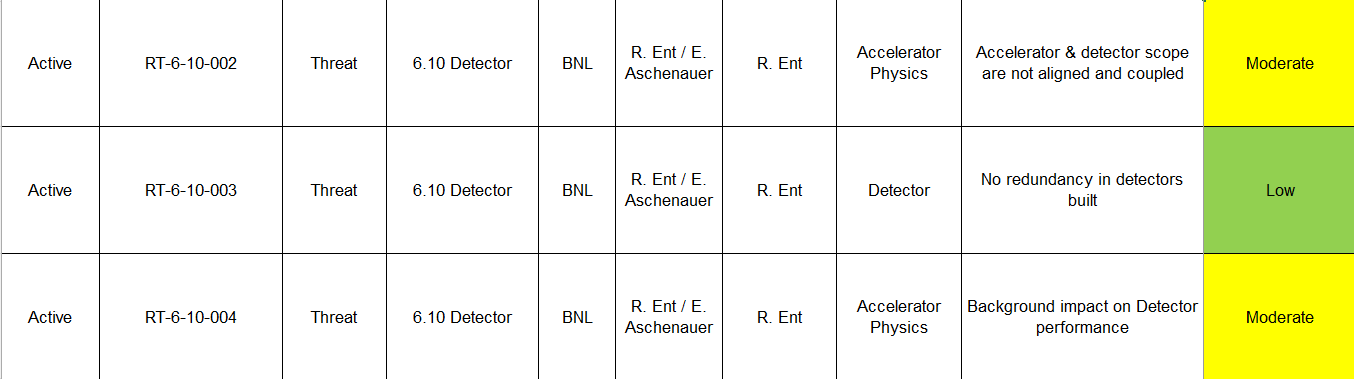 Active
RT-6-10-002
Threat
6.10 Detector
BNL
R. Ent / E.
Aschenauer
R. Ent
Accelerator
Physics
Accelerator & detector scope
are not aligned and coupled
Moderate
Active
RT-6-10-003
Threat
6.10 Detector
BNL
R. Ent / E.
Aschenauer
R. Ent
Detector
No redundancy in detectors
built
Low
Active
RT-6-10-004
Threat
6.10 Detector
BNL
R. Ent / E.
Aschenauer
R. Ent
Accelerator
Physics
Background impact on Detector
performance
Moderate